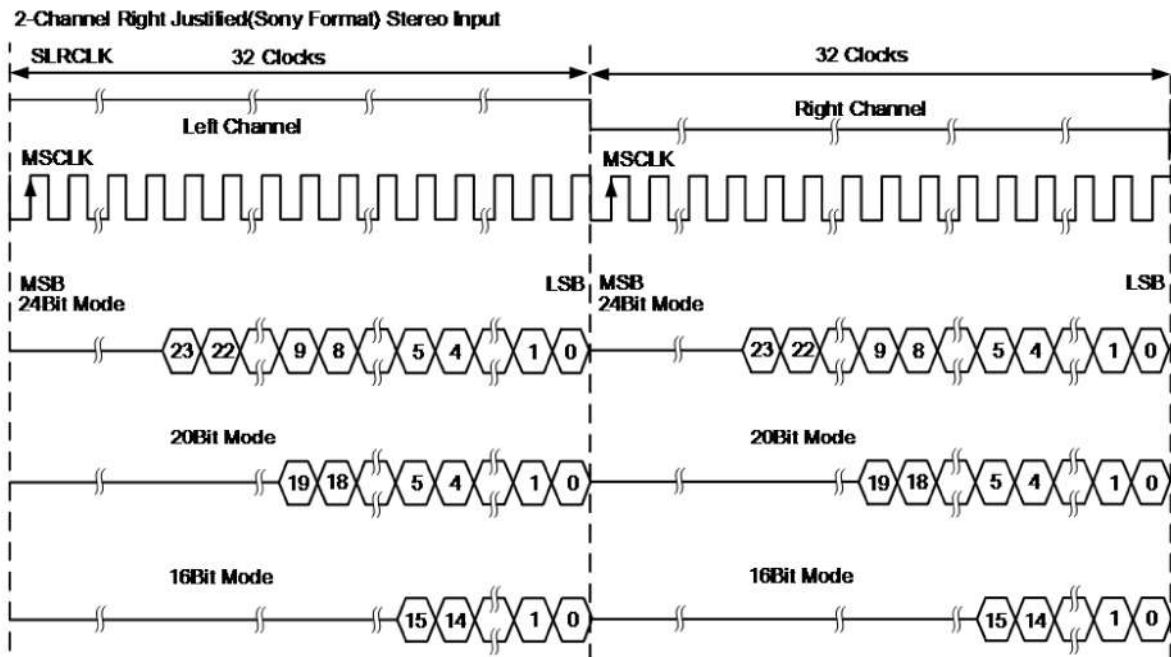 2-Channel Right Justified(Sony Format) Stereo Input
SLRCLK 32 Clocks 32 Clocks
Left Channel Right Channel
MSCLK MSCLK
MSB LSB MSB LSB
24Bit Mode 24Bit Mode
23 22 9 8 5 4 1 0 23 22 9 8 5 4 1 0
20Bit Mode 20Bit Mode
19 18 5 4 1 0 19 18 5 4 1 0
16Bit Mode 16Bit Mode
15 14 1 0 15 14 1 0